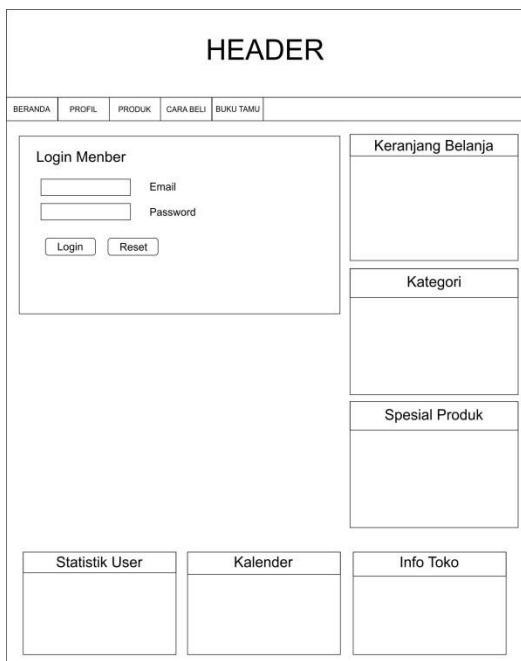 HEADER
BERANDA PROFIL PRODUK CARA BELI BUKU TAMU
Login Menber
Email
Password
Login Reset
Keranjang Belanja
Kategori
Spesial Produk
Statistik User Kalender Info Toko